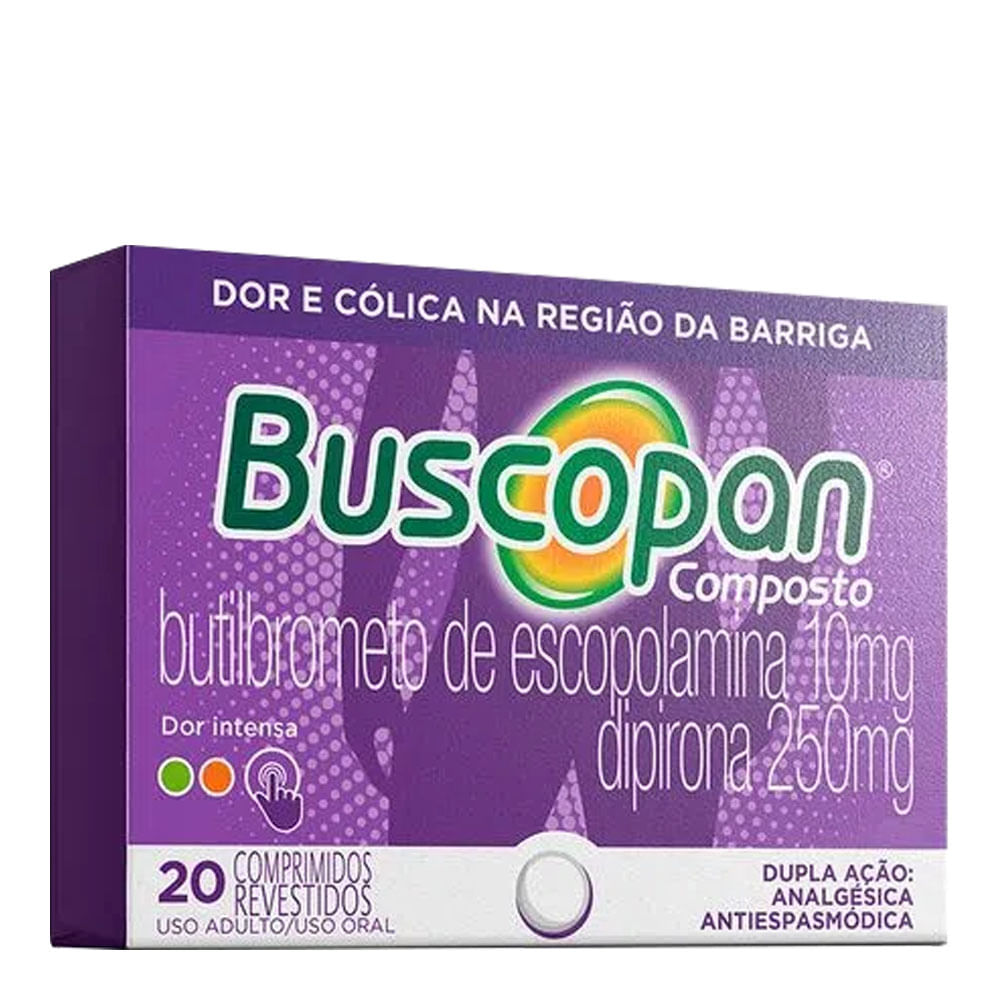 DOR E CÓLICA NA REGIÃO DA BARRIGA
Buscopan®
Composto
butilbrometo de escopolamina 10mg
dipirona 250mg
Dor intensa
20 COMPRIMIDOS
REVESTIDOS
USO ADULTO/USO ORAL
DUPLA AÇÃO:
ANALGÉSICA
ANTIESPASMÓDICA